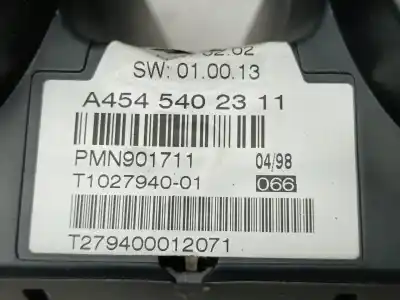 SW: 01.00.13
A454 540 23 11
PMN901711 04/98
T1027940-01 066
T279400012071